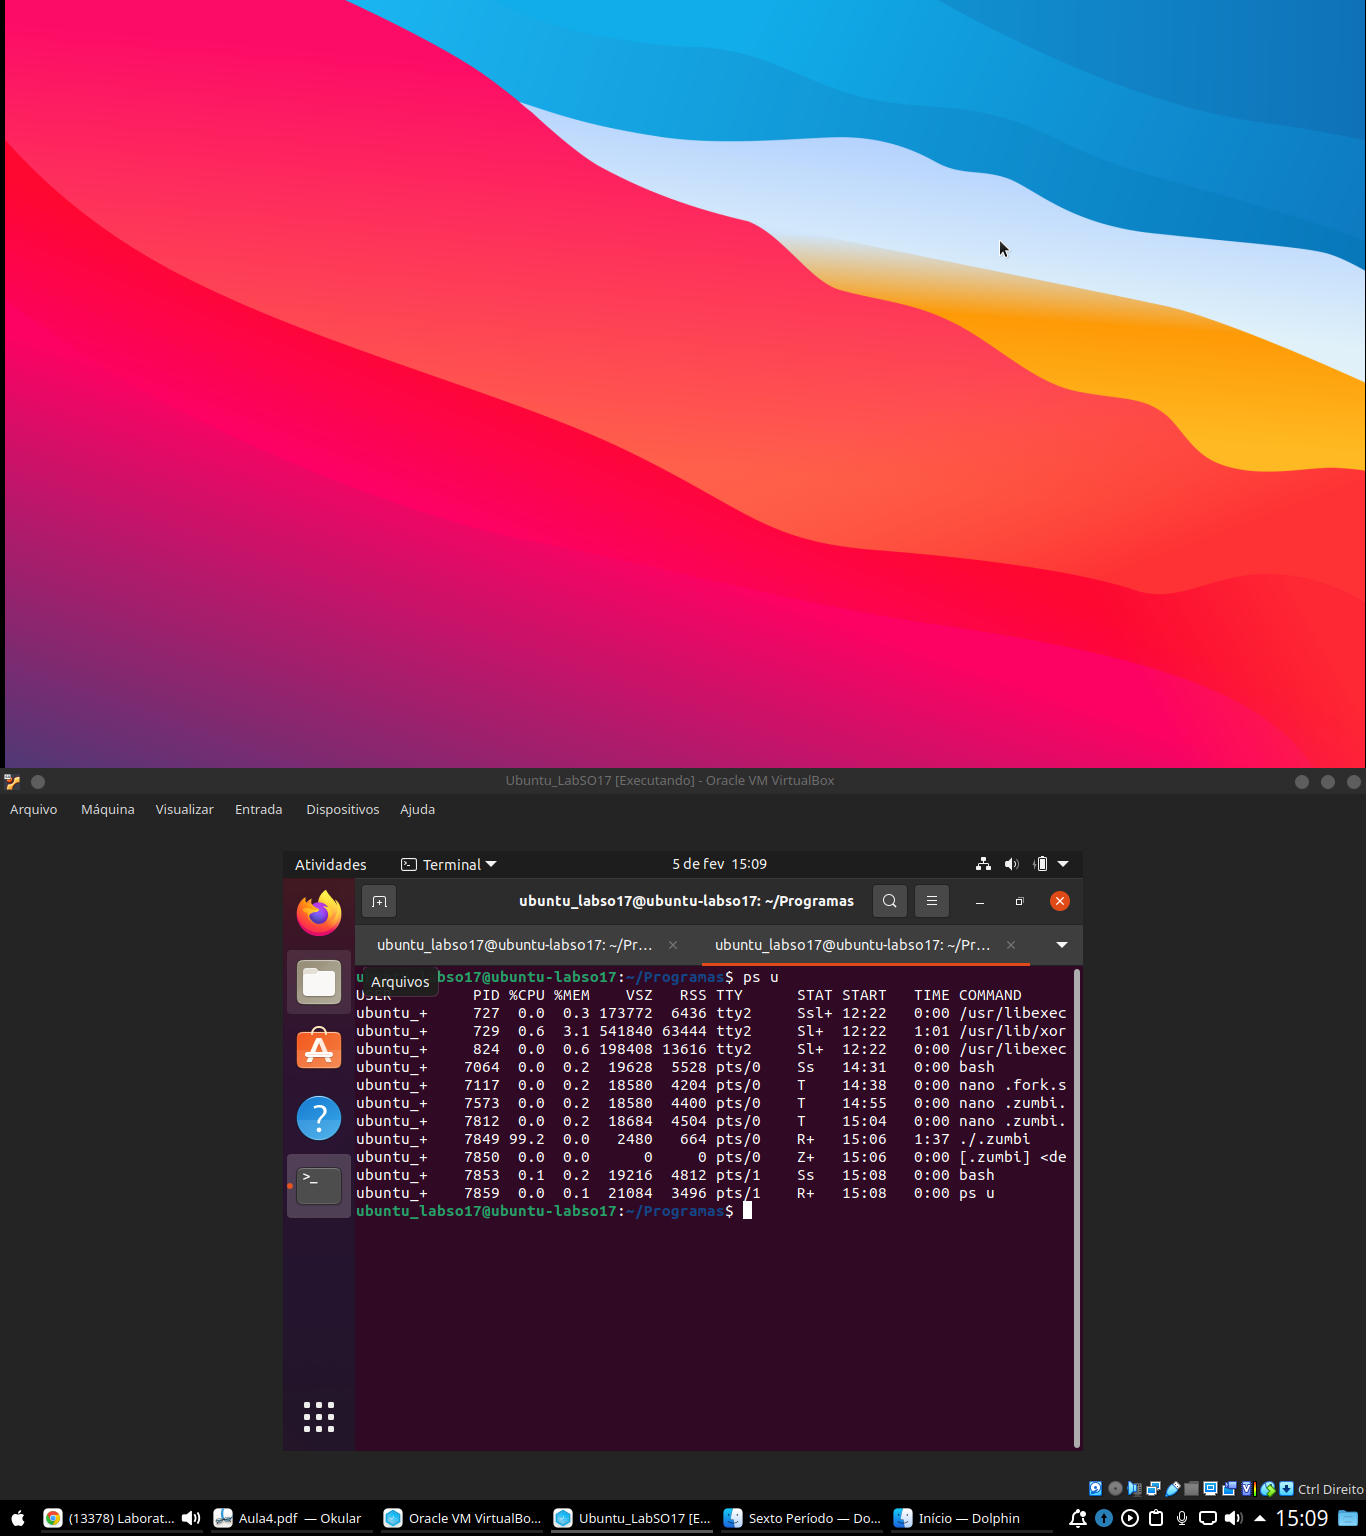 Ubuntu_LabSO17 [Executando] - Oracle VM VirtualBox
Arquivo Máquina Visualizar Entrada Dispositivos Ajuda
Atividades Terminal 5 de fev 15:09
ubuntu_labso17@ubuntu-labso17: ~/Programas
ubuntu_labso17@ubuntu-labso17: ~/Pr... ubuntu_labso17@ubuntu-labso17: ~/Pr...
bso17@ubuntu-labso17:~/Programas$ ps u
Arquivos
USER PID %CPU %MEM VSZ RSS TTY STAT START TIME COMMAND
ubuntu_+ 727 0.0 0.3 173772 6436 tty2 Ssl+ 12:22 0:00 /usr/libexec
ubuntu_+ 729 0.6 3.1 541840 63444 tty2 Sl+ 12:22 1:01 /usr/lib/xor
ubuntu_+ 824 0.0 0.6 198408 13616 tty2 Sl+ 12:22 0:00 /usr/libexec
ubuntu_+ 7064 0.0 0.2 19628 5528 pts/0 Ss 14:31 0:00 bash
ubuntu_+ 7117 0.0 0.2 18580 4204 pts/0 T 14:38 0:00 nano .fork.s
ubuntu_+ 7573 0.0 0.2 18580 4400 pts/0 T 14:55 0:00 nano .zumbi.
ubuntu_+ 7812 0.0 0.2 18684 4504 pts/0 T 15:04 0:00 nano .zumbi.
ubuntu_+ 7849 99.2 0.0 2480 664 pts/0 R+ 15:06 1:37 ./.zumbi
ubuntu_+ 7850 0.0 0.0 0 0 pts/0 Z+ 15:06 0:00 [.zumbi] <de
ubuntu_+ 7853 0.1 0.2 19216 4812 pts/1 Ss 15:08 0:00 bash
ubuntu_+ 7859 0.0 0.1 21084 3496 pts/1 R+ 15:08 0:00 ps u
ubuntu_labso17@ubuntu-labso17:~/Programas$
Ctrl Direito
(13378) Laborat... Aula4.pdf — Okular Oracle VM VirtualBo... Ubuntu_LabSO17 [E... Sexto Período — Do... Início — Dolphin 15:09